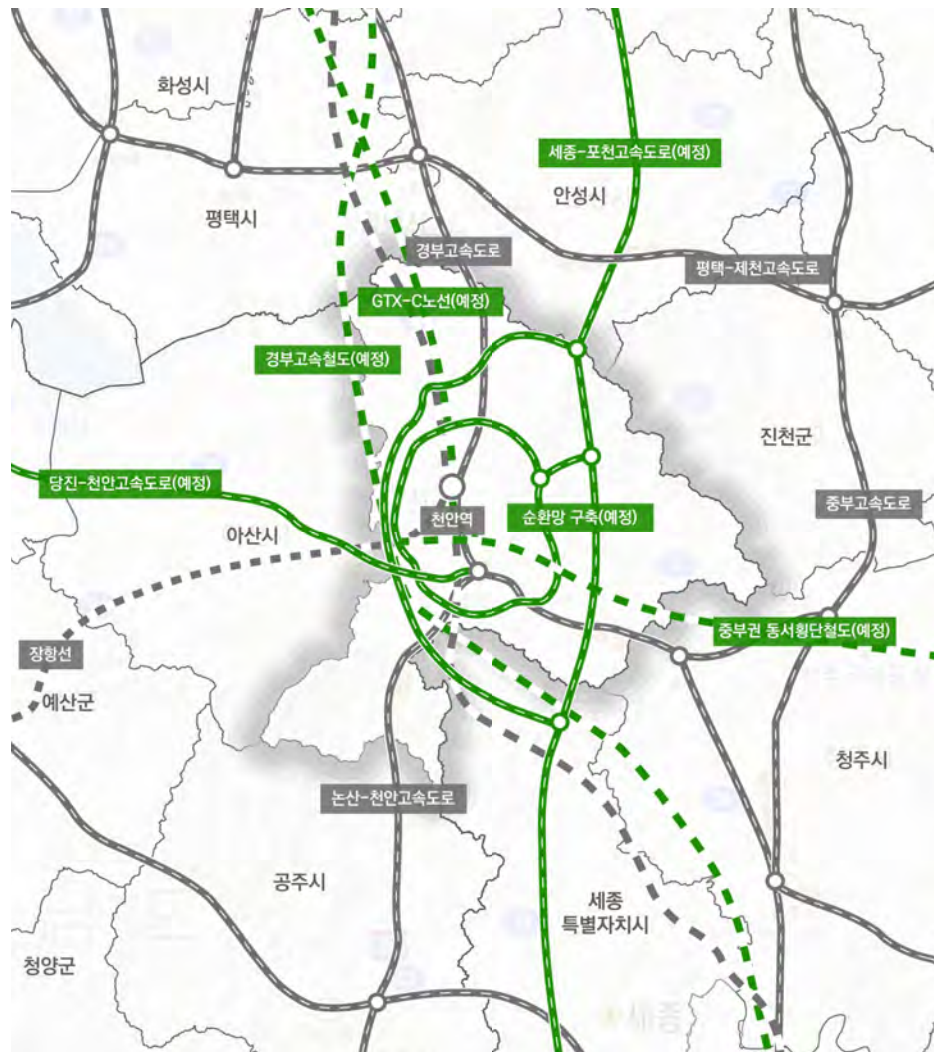 화성시
세종-포천고속도로(예정)
안성시
평택시
경부고속도로
평택-제천고속도로
GTX-C노선(예정)
경부고속철도(예정)
진천군
당진-천안고속도로(예정)
중부고속도로
천안역
순환망 구축(예정)
아산시
중부권 동서횡단철도(예정)
장항선
예산군
청주시
논산-천안고속도로
공주시
세종
특별자치시
청양군
세종